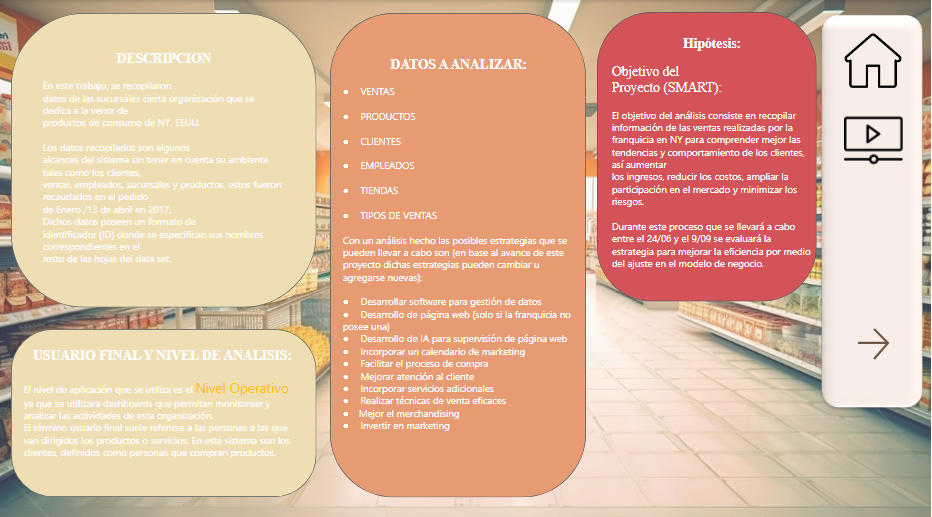 DESCRIPCION
En este trabajo, se recopilaron
datos de las sucursales cierta organización que se
dedica a la venta de
productos de consumo de NY, EEUU.
Los datos recopilados son algunos
alcances del sistema sin tener en cuenta su ambiente
tales como los clientes,
ventas, empleados, sucursales y productos, estos fueron
recaudados en el pedido
de Enero /13 de abril en 2017.
Dichos datos poseen un formato de
identificador (ID) donde se especifican sus nombres
correspondientes en el
resto de las hojas del data set.
USUARIO FINAL Y NIVEL DE ANALISIS:
El nivel de aplicación que se utiliza es el Nivel Operativo
ya que se utilizara dashboards que permitan monitorear y
analizar las actividades de esta organización.
El término usuario final suele referirse a las personas a las que
van dirigidos los productos o servicios. En este sistema son los
clientes, definidos como personas que compran productos.
DATOS A ANALIZAR:
● VENTAS
● PRODUCTOS
● CLIENTES
● EMPLEADOS
● TIENDAS
● TIPOS DE VENTAS
Con un análisis hecho las posibles estrategias que se
pueden llevar a cabo son (en base al avance de este
proyecto dichas estrategias pueden cambiar u
agregarse nuevas):
● Desarrollar software para gestión de datos
● Desarrollo de página web (solo si la franquicia no
posee una)
● Desarrollo de IA para supervisión de página web
● Incorporar un calendario de marketing
● Facilitar el proceso de compra
● Mejorar atención al cliente
● Incorporar servicios adicionales
● Realizar técnicas de venta eficaces
● Mejor el merchandising
● Invertir en marketing
Hipótesis:
Objetivo del
Proyecto (SMART):
El objetivo del análisis consiste en recopilar
información de las ventas realizadas por la
franquicia en NY para comprender mejor las
tendencias y comportamiento de los clientes,
así aumentar
los ingresos, reducir los costos, ampliar la
participación en el mercado y minimizar los
riesgos.
Durante este proceso que se llevará a cabo
entre el 24/06 y el 9/09 se evaluará la
estrategia para mejorar la eficiencia por medio
del ajuste en el modelo de negocio.